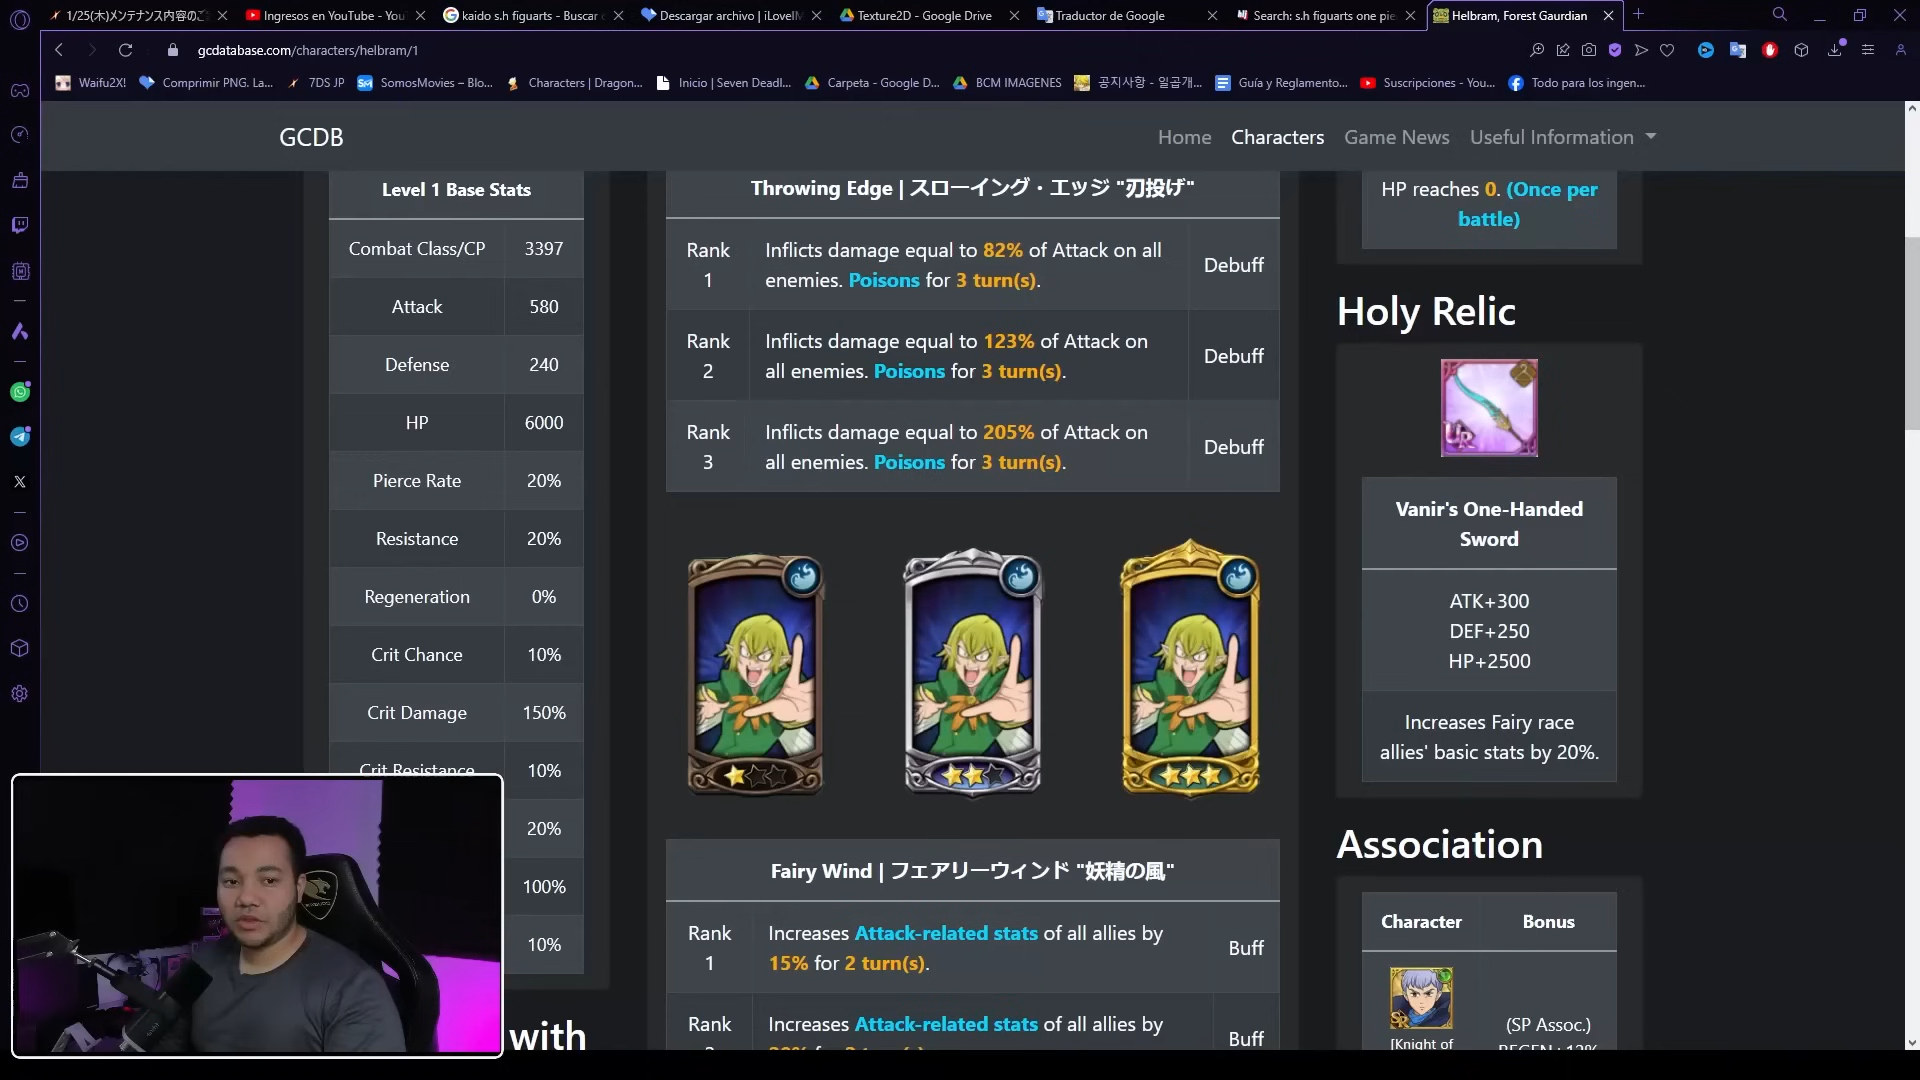 1/25(木)メンテナンス内容のご
Ingresos en YouTube - You
kaido s.h figuarts - Buscar
Descargar archivo | iLoveIM
Texture2D - Google Drive
Traductor de Google
Search: s.h figuarts one pie
Helbram, Forest Gaurdian
gcdatabase.com/characters/helbram/1
Waifu2X!
Comprimir PNG. La...
7DS JP
SomosMovies – Blo...
Characters | Dragon...
Inicio | Seven Deadl...
Carpeta - Google D...
BCM IMAGENES
공지사항 - 일곱개...
Guía y Reglamento...
Suscripciones - You...
Todo para los ingen...
GCDB
Home
Characters
Game News
Useful Information
Level 1 Base Stats
Combat Class/CP 3397
Attack 580
Defense 240
HP 6000
Pierce Rate 20%
Resistance 20%
Regeneration 0%
Crit Chance 10%
Crit Damage 150%
Crit Resistance 10%
20%
100%
10%
with
Throwing Edge | スローイング・エッジ "刃投げ"
Rank 1
Inflicts damage equal to 82% of Attack on all
enemies. Poisons for 3 turn(s).
Debuff
Rank 2
Inflicts damage equal to 123% of Attack on
all enemies. Poisons for 3 turn(s).
Debuff
Rank 3
Inflicts damage equal to 205% of Attack on
all enemies. Poisons for 3 turn(s).
Debuff
Fairy Wind | フェアリーウィンド "妖精の風"
Rank 1
Increases Attack-related stats of all allies by
15% for 2 turn(s).
Buff
Rank
Increases Attack-related stats of all allies by
Buff
HP reaches 0. (Once per
battle)
Holy Relic
UR
Vanir's One-Handed
Sword
ATK+300
DEF+250
HP+2500
Increases Fairy race
allies' basic stats by 20%.
Association
Character
Bonus
SP
[Knight of
(SP Assoc.)